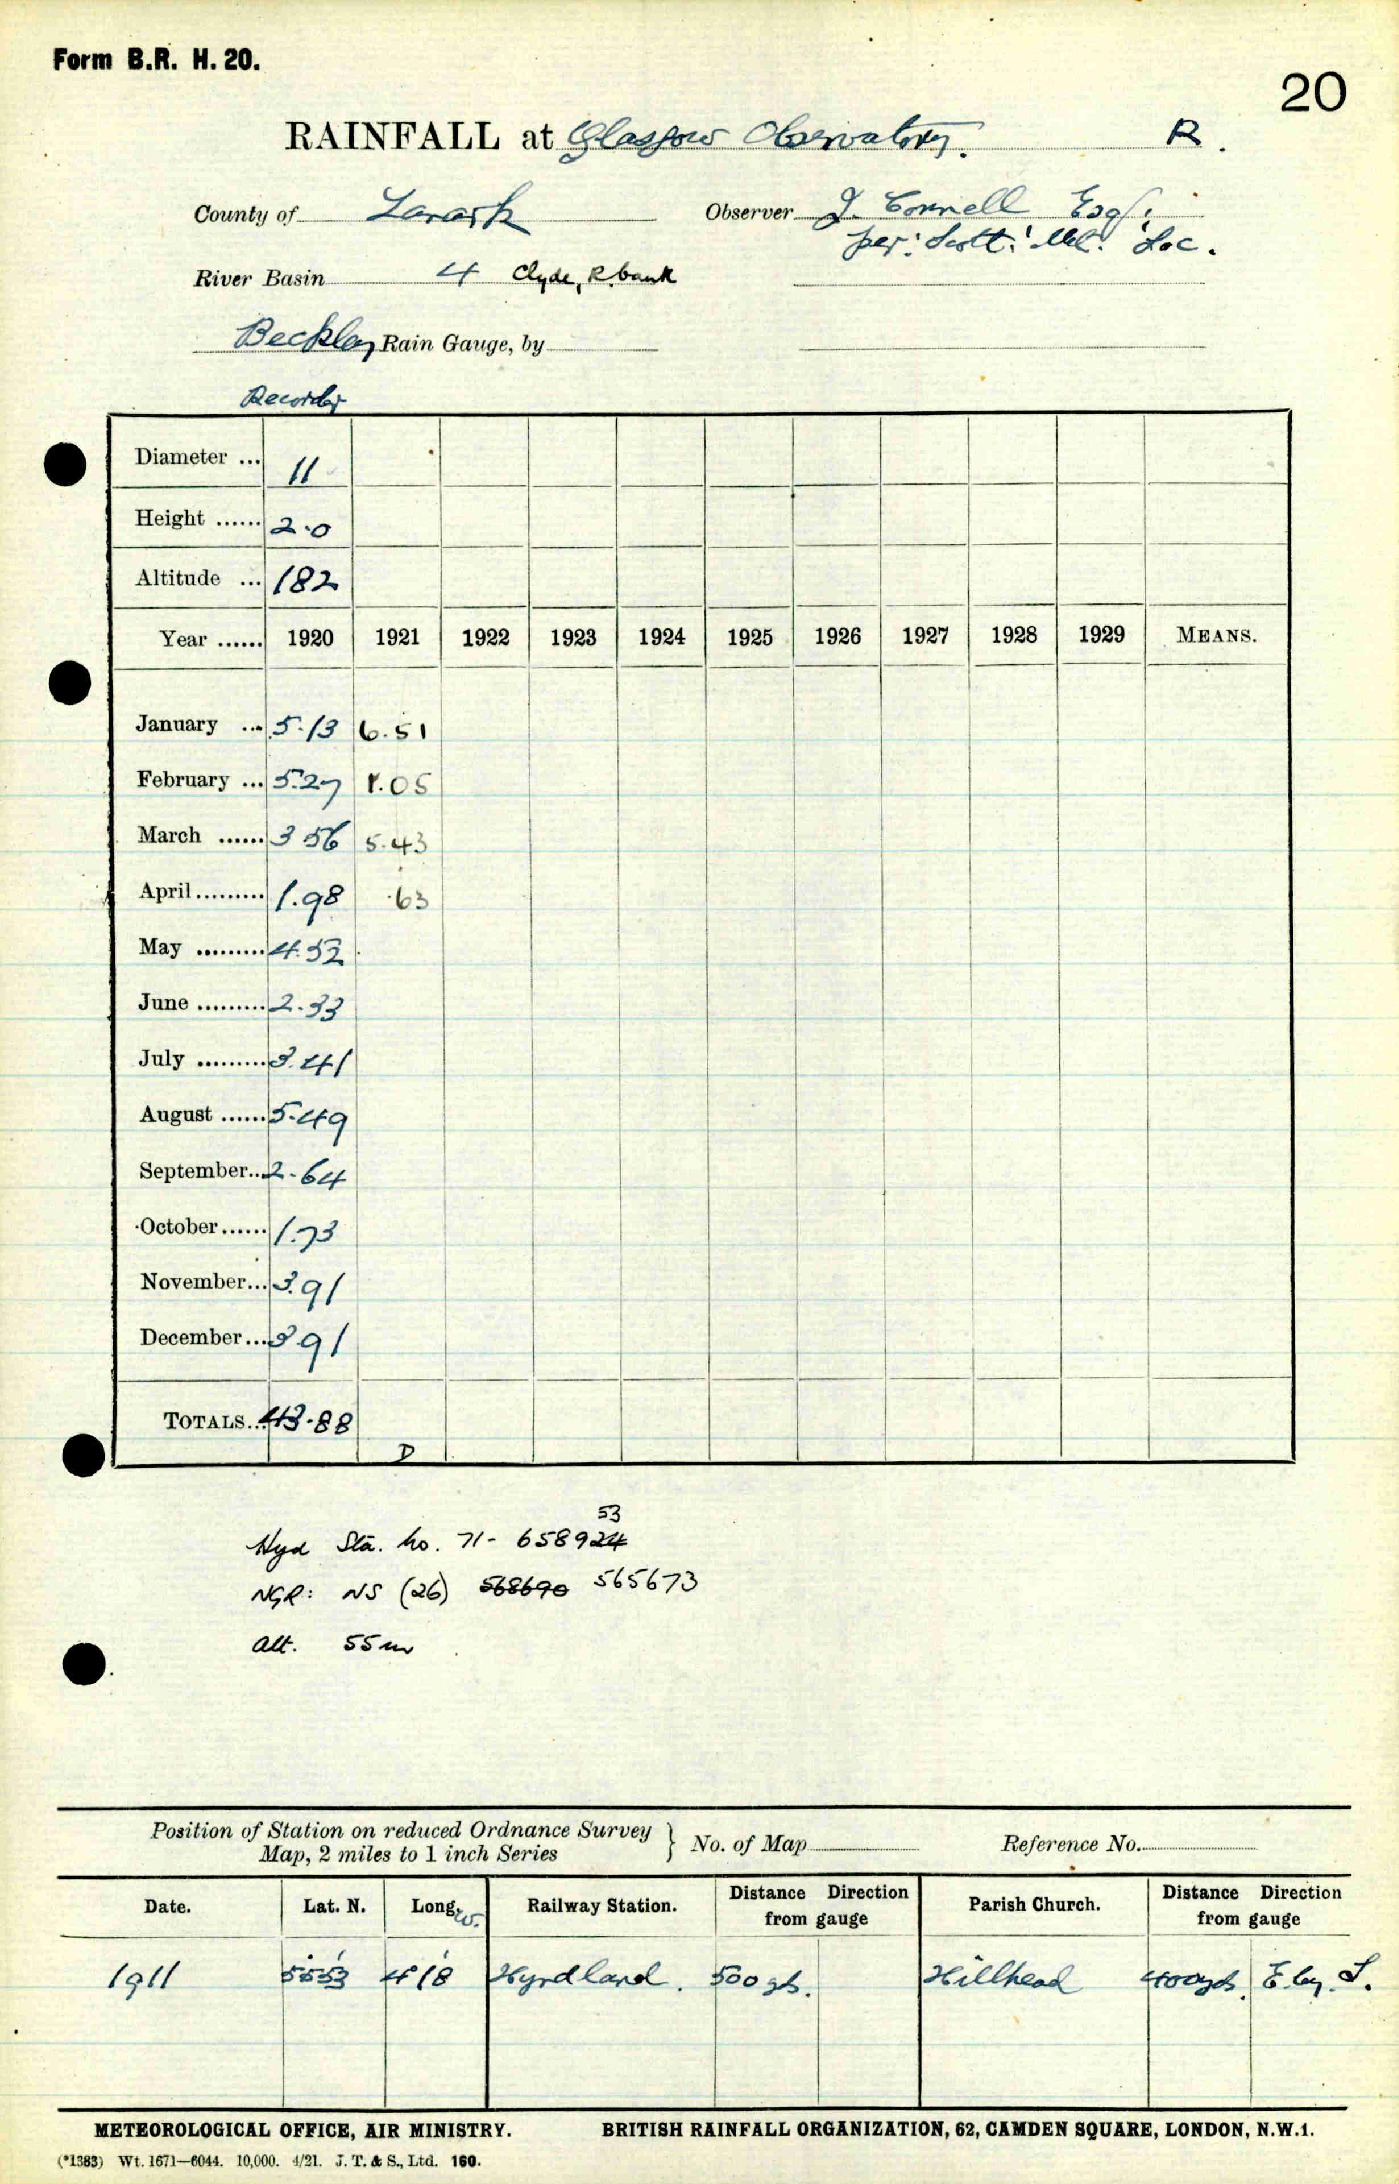 Form B.R. H. 20.
20
RAINFALL at Glasgow Observatory. R.
County of Lanark Observer J. Connell Esq.
per: Scott: Met: Soc.
River Basin 4 Clyde, R. bank
Beckley Rain Gauge, by
Recorder
Diameter ... 11
Height ...... 2.0
Altitude ... 182
Year ...... 1920 1921 1922 1923 1924 1925 1926 1927 1928 1929 MEANS.
January ... 5.13 6.51
February ... 5.27 1.05
March ...... 3 56 5.43
April ......... 1.98 .63
May ......... 4.52
June ......... 2.33
July ......... 3.41
August ...... 5.49
September.. 2.64
October ...... 1.73
November... 3.91
December... 3 91
TOTALS... 43.88
D
53
Hyd Sta. No. 71- 658924
NGR: NS (26) 568690 565673
Alt. 55m
Position of Station on reduced Ordnance Survey
Map, 2 miles to 1 inch Series } No. of Map Reference No.
Date. Lat. N. Long. W. Railway Station. Distance Direction from gauge Parish Church. Distance Direction from gauge
1911 55 53 4 18 Hyndland. 500 yds. Hillhead 400 yds. E. by S.
METEOROLOGICAL OFFICE, AIR MINISTRY. BRITISH RAINFALL ORGANIZATION, 62, CAMDEN SQUARE, LONDON, N.W.1.
(*1383) Wt. 1671—6044. 10,000. 4/21. J. T. & S., Ltd. 160.